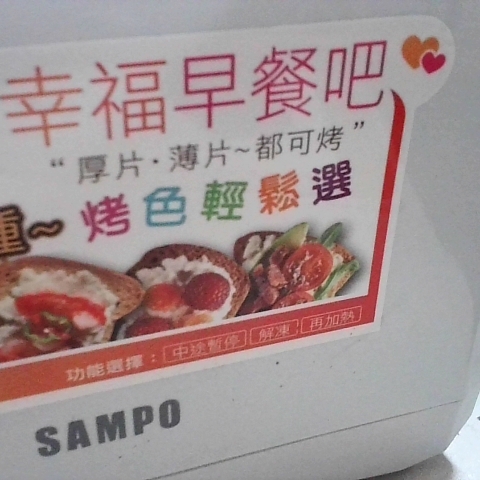 幸福早餐吧
“厚片·薄片~都可烤”
種~烤色輕鬆選
功能選擇： 中途暫停 解凍 再加熱
SAMPO